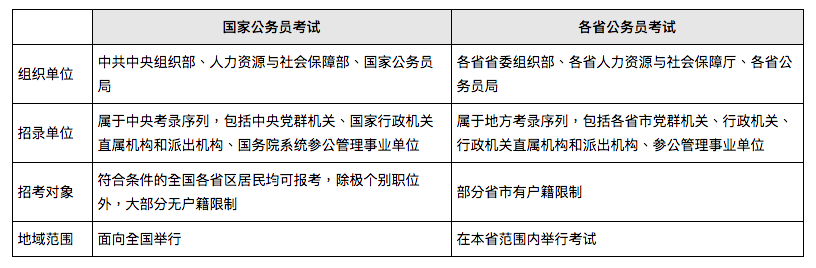 国家公务员考试
各省公务员考试
组织单位
中共中央组织部、人力资源与社会保障部、国家公务员
局
各省省委组织部、各省人力资源与社会保障厅、各省公
务员局
招录单位
属于中央考录序列，包括中央党群机关、国家行政机关
直属机构和派出机构、国务院系统参公管理事业单位
属于地方考录序列，包括各省市党群机关、行政机关、
行政机关直属机构和派出机构、参公管理事业单位
招考对象
符合条件的全国各省区居民均可报考，除极个别职位
外，大部分无户籍限制
部分省市有户籍限制
地域范围
面向全国举行
在本省范围内举行考试